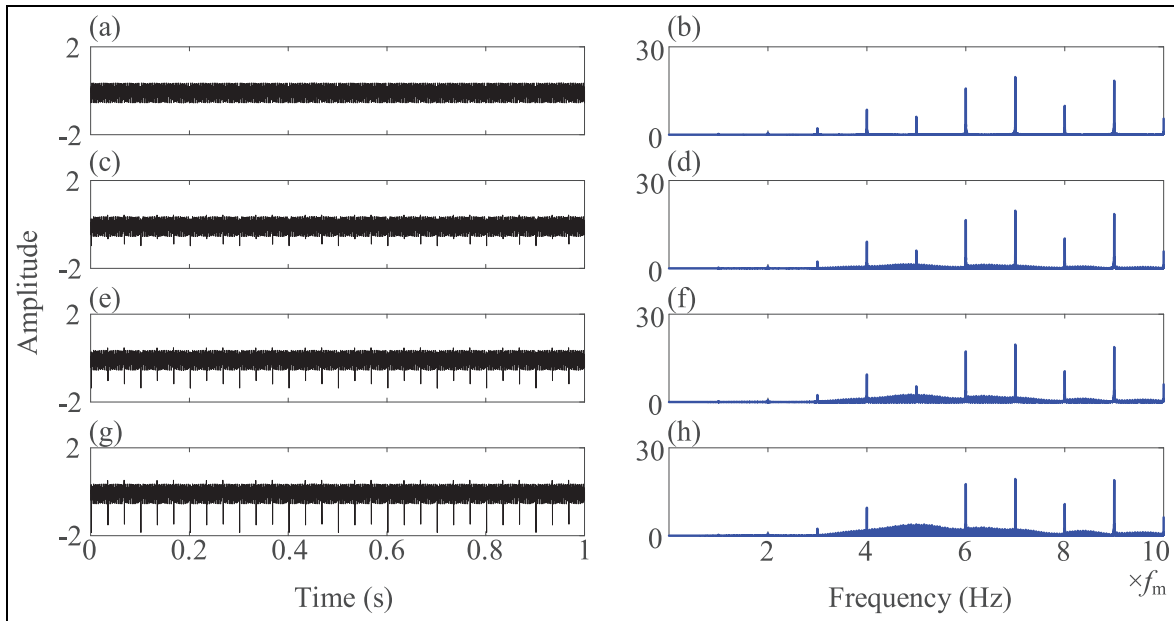 (a)
2
-2
(b)
30
0
(c)
2
-2
(d)
30
0
(e)
2
-2
(f)
30
0
(g)
2
-2
0 0.2 0.4 0.6 0.8 1
(h)
30
0
2 4 6 8 10
×fm
Amplitude
Time (s)
Frequency (Hz)